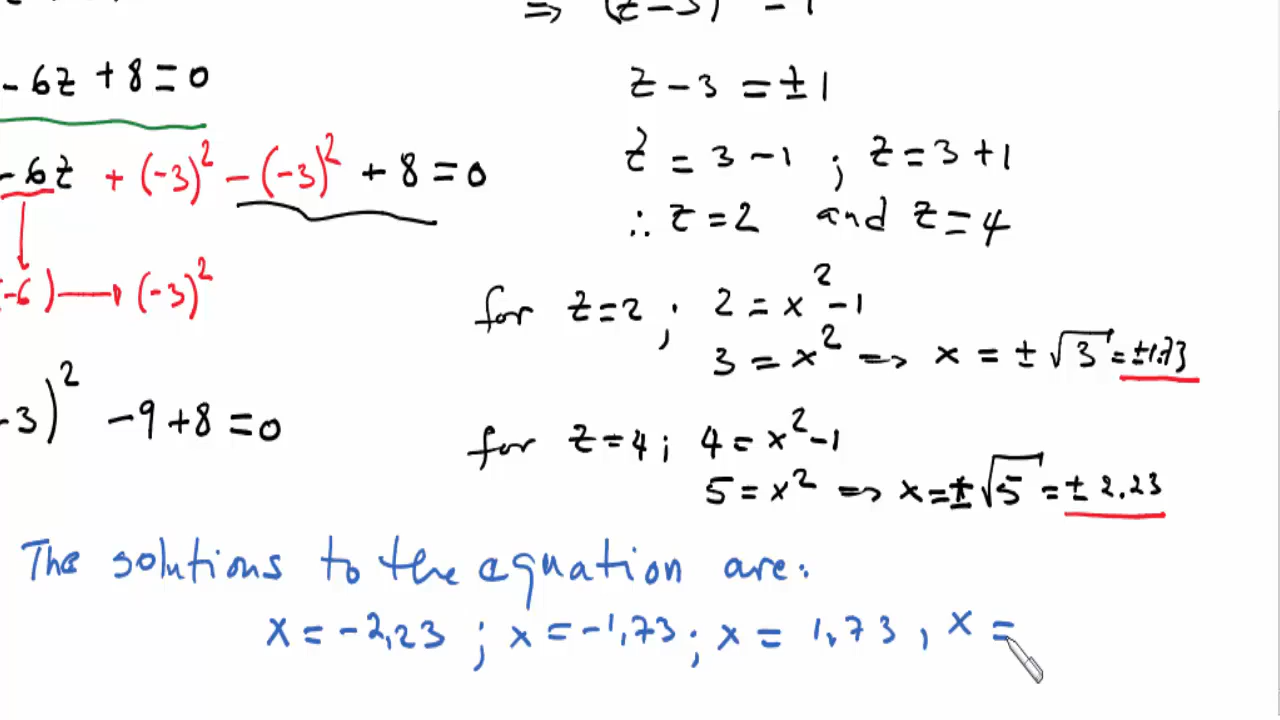 ⇒ (z-3) = 1
- 6z + 8 = 0
z - 3 = ± 1
- 6z + (-3)² - (-3)² + 8 = 0
z = 3 - 1 ; z = 3 + 1
∴ z = 2 and z = 4
-6) → (-3)²
for z = 2 ; 2 = x² - 1
3 = x² ⇒ x = ± √3 = ±1.73
-3)² - 9 + 8 = 0
for z = 4 ; 4 = x² - 1
5 = x² ⇒ x = ± √5 = ± 2.23
The solutions to the equation are:
x = -2,23 ; x = -1,73 ; x = 1,73 , x =